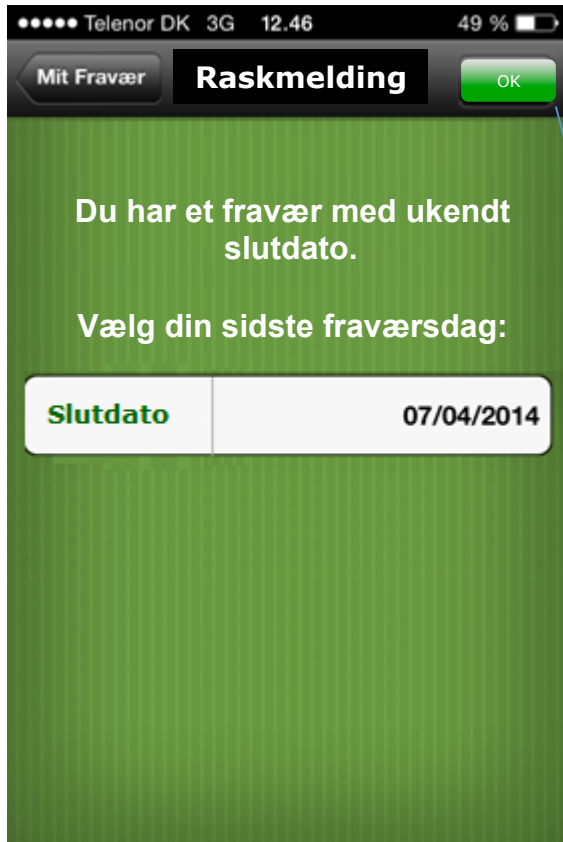 Telenor DK 3G 12.46 49 %
Mit Fravær Raskmelding OK
Du har et fravær med ukendt
slutdato.
Vælg din sidste fraværsdag:
Slutdato 07/04/2014